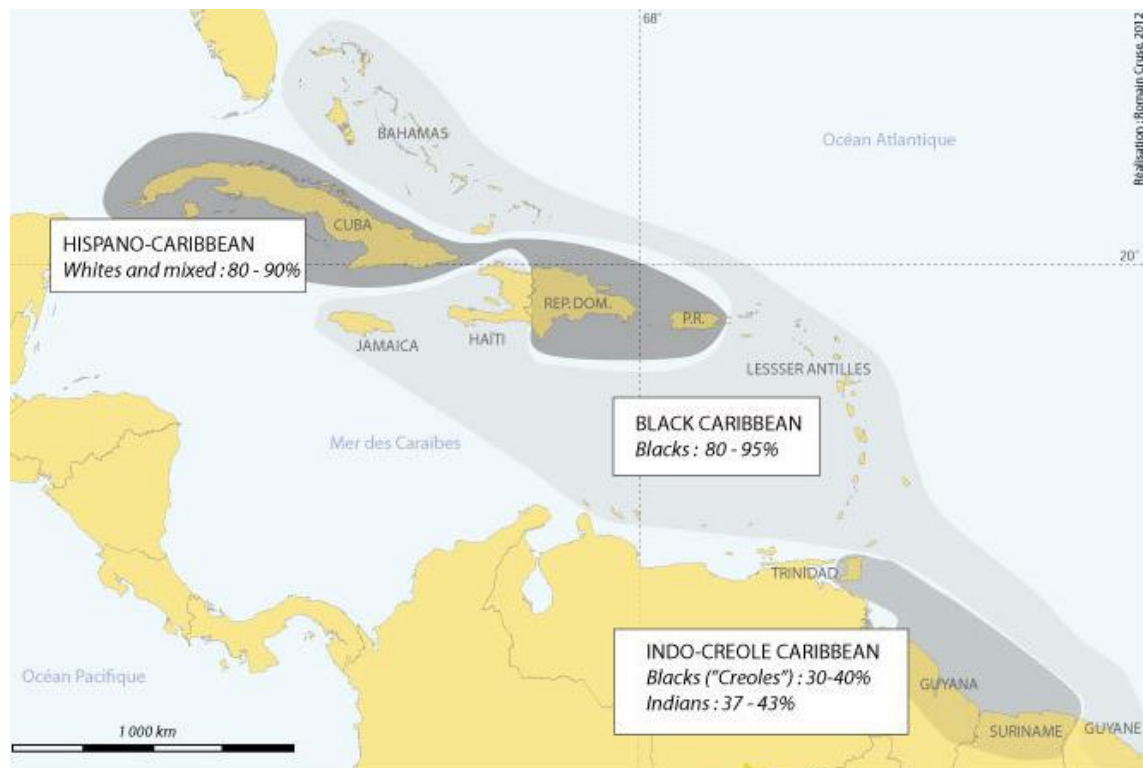 68°
Réalisation : Romain Cruse, 2012
BAHAMAS
Océan Atlantique
CUBA
HISPANO-CARIBBEAN
Whites and mixed : 80 - 90%
20°
REP. DOM.
P.R.
JAMAICA
HAÏTI
LESSSER ANTILLES
BLACK CARIBBEAN
Blacks : 80 - 95%
Mer des Caraïbes
TRINIDAD
INDO-CREOLE CARIBBEAN
Blacks ("Creoles") : 30-40%
Indians : 37 - 43%
Océan Pacifique
GUYANA
SURINAME
GUYANE
1 000 km